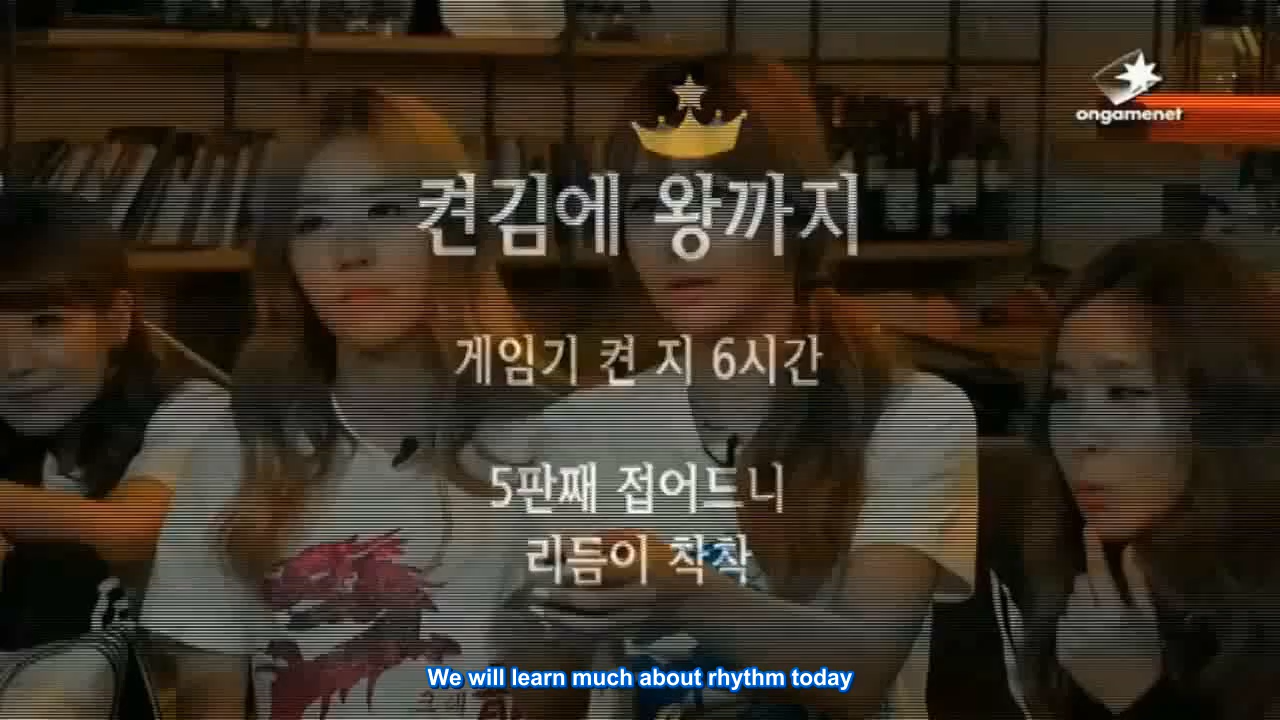 ongamenet
켠김에 왕까지
게임기 켠 지 6시간
5판째 접어드니
리듬이 착착
We will learn much about rhythm today